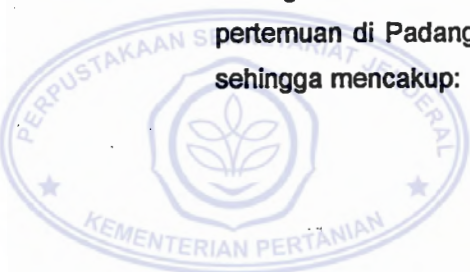 pertemuan di Padang
sehingga mencakup:
PERPUSTAKAAN SEKRETARIAT JENDERAL
KEMENTERIAN PERTANIAN